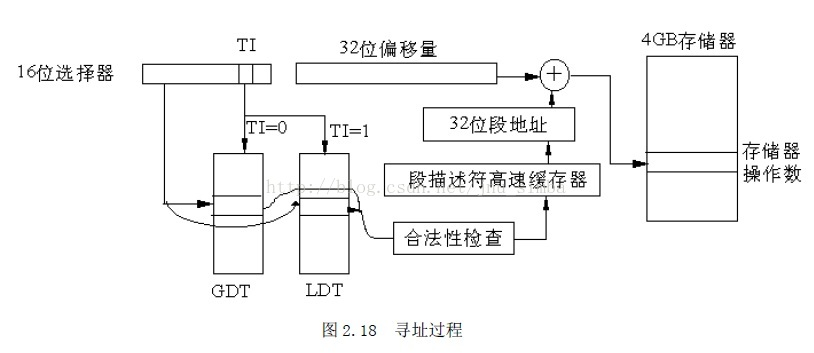 TI
32位偏移量
4GB存储器
16位选择器
TI=0
TI=1
32位段地址
存储器
操作数
段描述符高速缓存器
合法性检查
GDT
LDT
图 2.18 寻址过程